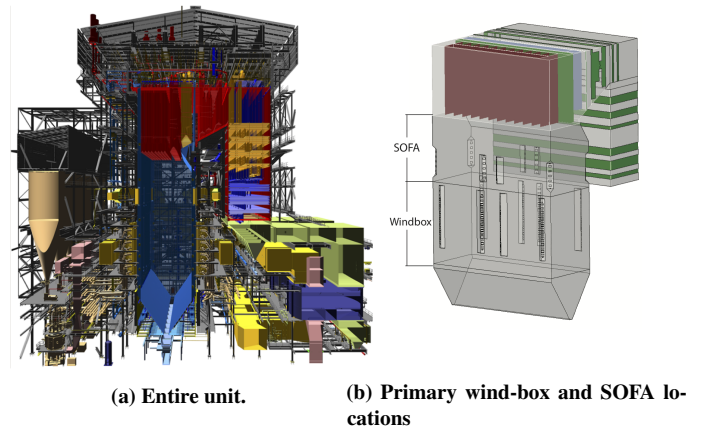 SOFA
Windbox
(a) Entire unit.
(b) Primary wind-box and SOFA lo-
cations